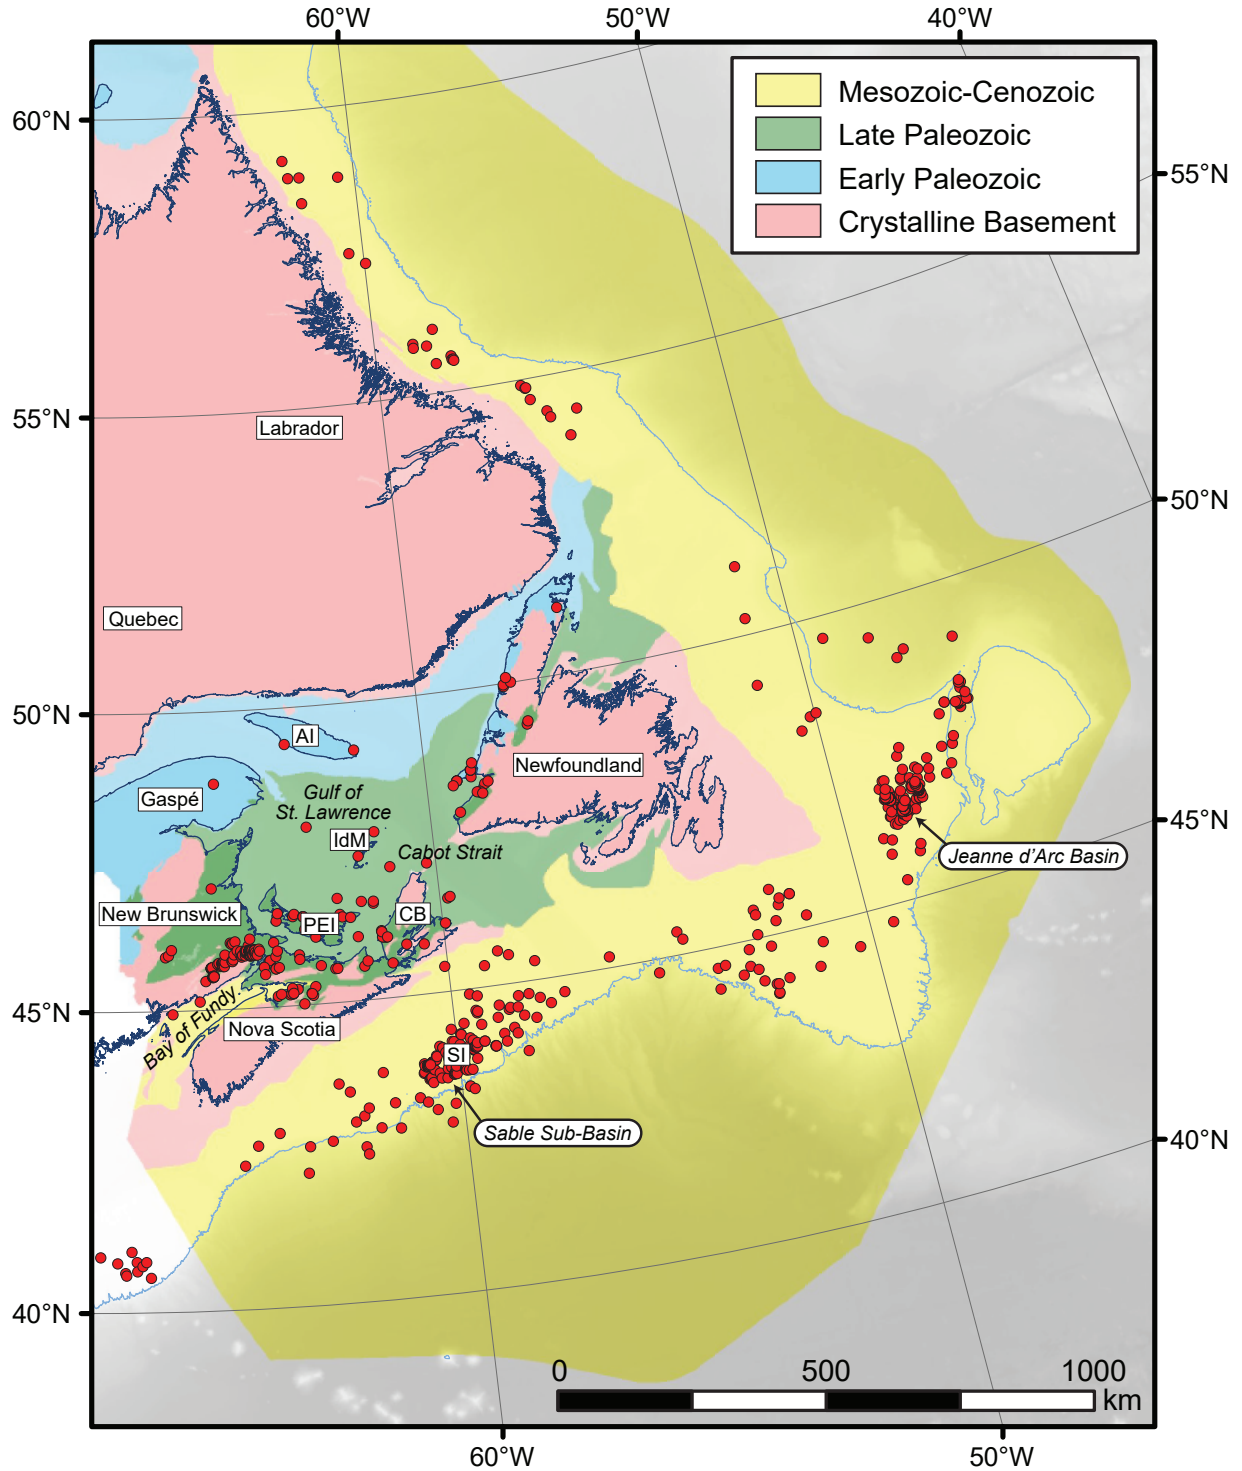 60°W
50°W
40°W
Mesozoic-Cenozoic
Late Paleozoic
Early Paleozoic
Crystalline Basement
60°N
55°N
55°N
Labrador
50°N
Quebec
50°N
AI
Newfoundland
Gaspé
Gulf of
St. Lawrence
IdM
Cabot Strait
45°N
Jeanne d'Arc Basin
New Brunswick
PEI
CB
45°N
Bay of Fundy
Nova Scotia
SI
Sable Sub-Basin
40°N
40°N
0
500
1000
km
60°W
50°W